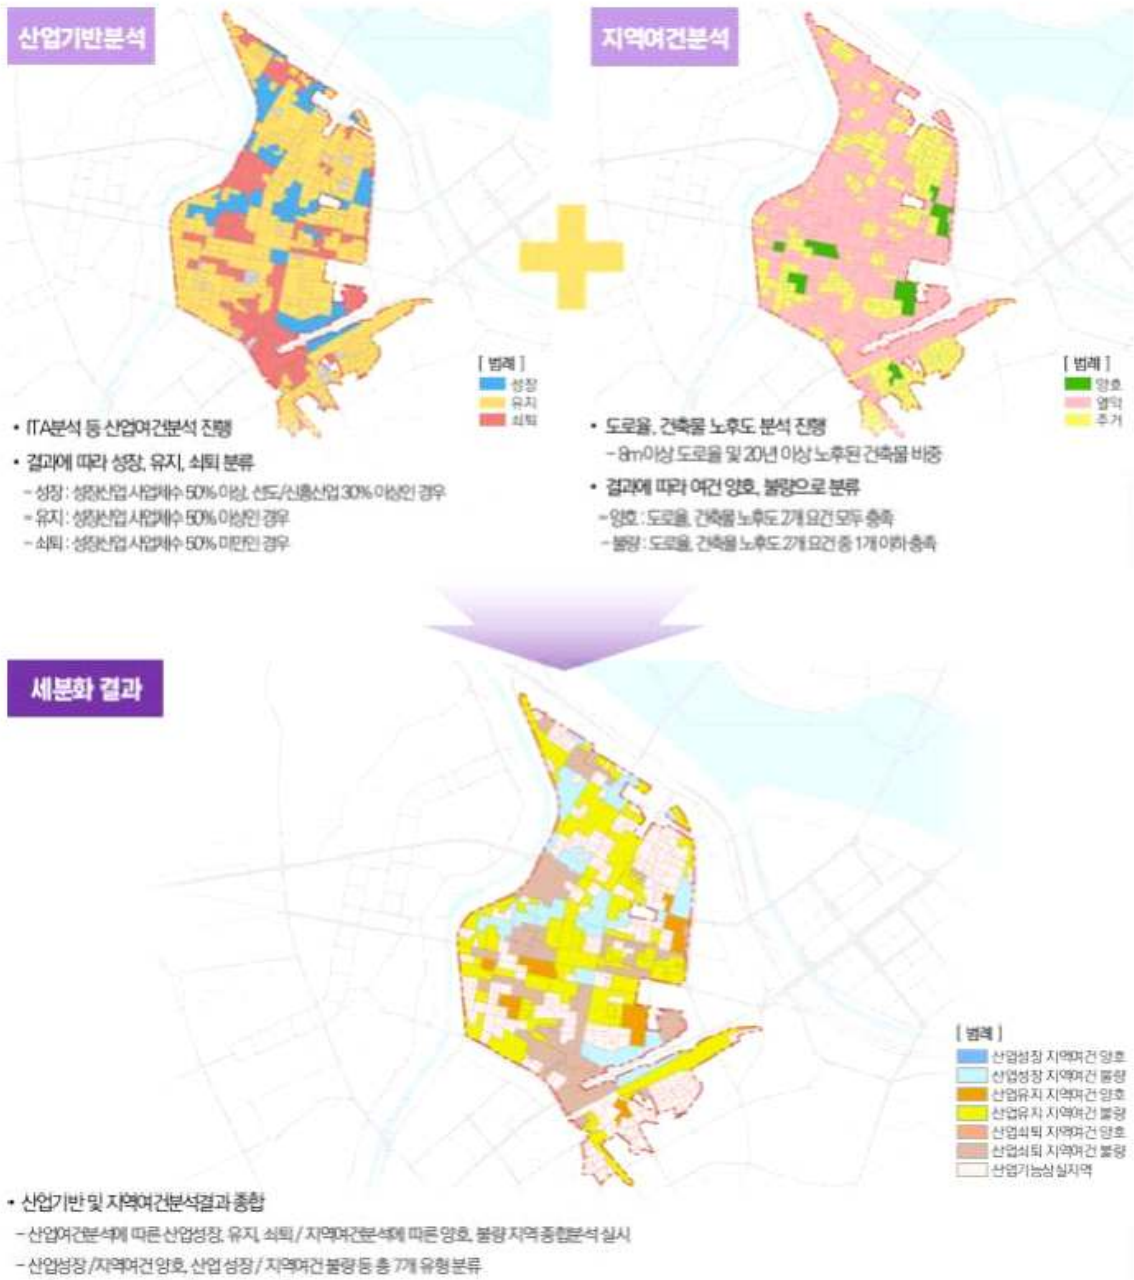 산업기반분석
지역여건분석
[ 범례 ]
성장
유지
쇠퇴
[ 범례 ]
양호
열악
주거
• ITA분석 등 산업여건분석 진행
• 결과에 따라 성장, 유지, 쇠퇴 분류
- 성장 : 성장산업 사업체수 50% 이상, 선도/신흥산업 30% 이상인 경우
- 유지 : 성장산업 사업체수 50% 이상인 경우
- 쇠퇴 : 성장산업 사업체수 50% 미만인 경우
• 도로율, 건축물 노후도 분석 진행
- 8m이상 도로율 및 20년 이상 노후된 건축물 비중
• 결과에 따라 여건 양호, 불량으로 분류
- 양호 : 도로율, 건축물 노후도 2개 요건 모두 충족
- 불량 : 도로율, 건축물 노후도 2개 요건 중 1개 이하 충족
세분화 결과
[ 범례 ]
산업성장 지역여건 양호
산업성장 지역여건 불량
산업유지 지역여건 양호
산업유지 지역여건 불량
산업쇠퇴 지역여건 양호
산업쇠퇴 지역여건 불량
산업기능상실지역
• 산업기반 및 지역여건분석결과 종합
- 산업여건분석에 따른 산업성장, 유지, 쇠퇴 / 지역여건분석에 따른 양호, 불량 지역 종합분석 실시
- 산업성장 /지역여건 양호, 산업 성장 / 지역여건 불량 등 총 7개 유형 분류